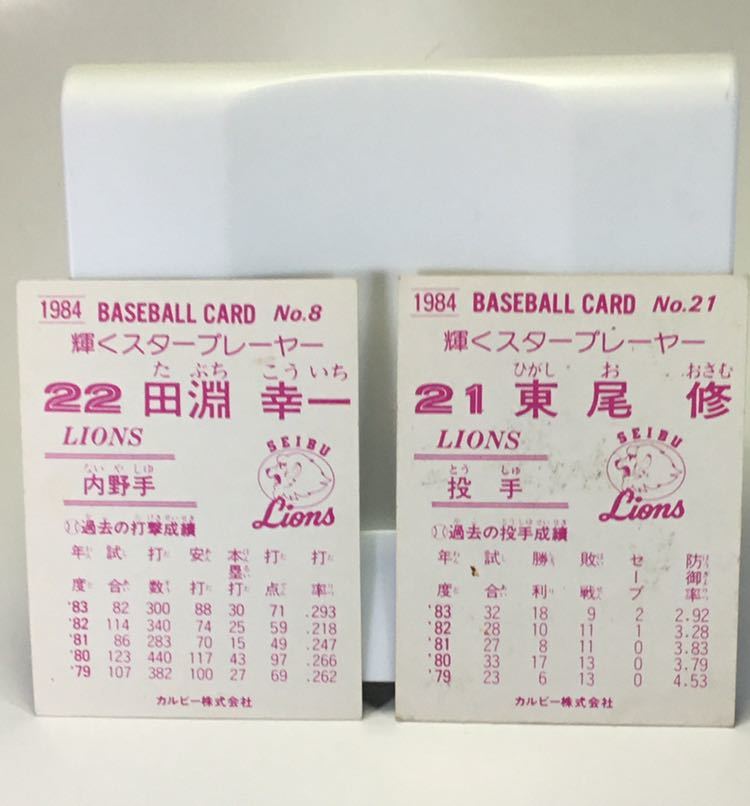 1984 BASEBALL CARD No.8
輝くスタープレーヤー
た ぶち こう いち
22 田淵 幸一
LIONS
SEIBU
Lions
ない や しゅ
内野手
過去の打撃成績
年度 試合 打数 安打 本塁打 打点 打率
'83 82 300 88 30 71 .293
'82 114 340 74 25 59 .218
'81 86 283 70 15 49 .247
'80 123 440 117 43 97 .266
'79 107 382 100 27 69 .262
カルビー株式会社
1984 BASEBALL CARD No.21
輝くスタープレーヤー
ひがし お おさむ
21 東尾 修
LIONS
SEIBU
Lions
とう しゅ
投手
過去の投手成績
年度 試合 勝利 敗戦 セーブ 防御率
'83 32 18 9 2 2.92
'82 28 10 11 1 3.28
'81 27 8 11 0 3.83
'80 33 17 13 0 3.79
'79 23 6 13 0 4.53
カルビー株式会社